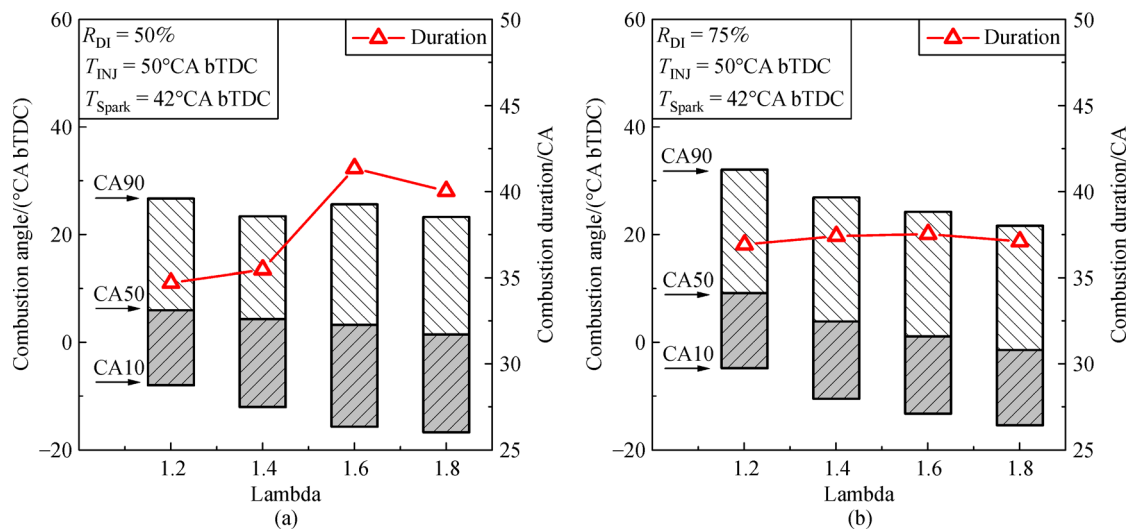 60
R_DI = 50%
T_INJ = 50°CA bTDC
T_Spark = 42°CA bTDC
Duration
50
40
20
0
−20
45
40
35
30
25
CA90
CA50
CA10
Combustion angle/(°CA bTDC)
Combustion duration/CA
1.2 1.4 1.6 1.8
Lambda
(a)
60
R_DI = 75%
T_INJ = 50°CA bTDC
T_Spark = 42°CA bTDC
Duration
50
40
20
0
−20
45
40
35
30
25
CA90
CA50
CA10
Combustion angle/(°CA bTDC)
Combustion duration/CA
1.2 1.4 1.6 1.8
Lambda
(b)